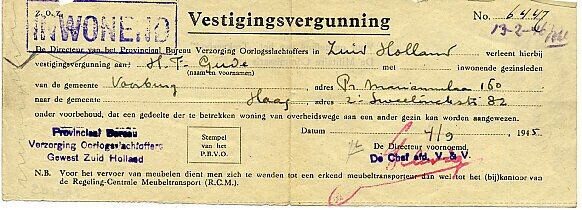 Z.O.Z.
INWONEND
Vestigingsvergunning
No. 6447
De Directeur van het Provinciaal Bureau Verzorging Oorlogsslachtoffers in Zuid Holland verleent hierbij
vestigingsvergunning aan H. F. Gude met inwonende gezinsleden
(naam en voornamen)
van de gemeente Voorburg adres Pr. Mariannelaan 160
naar de gemeente Haag adres 2e Sweelinckstr 82
onder voorbehoud, dat een gedeelte der te betrekken woning van overheidswege aan een ander gezin kan worden aangewezen.
Datum 4/9 1945
Provinciaal Bureau
Verzorging Oorlogsslachtoffers
Gewest Zuid Holland
Stempel
van het
P.B.V.O.
De Directeur voornoemd,
De Chef afd. V. & V.
N.B. Voor het vervoer van meubelen dient men zich te wenden tot een erkend meubeltransporteur dan wel tot het (bij)kantoor van
de Regeling-Centrale Meubeltransport (R.C.M.).